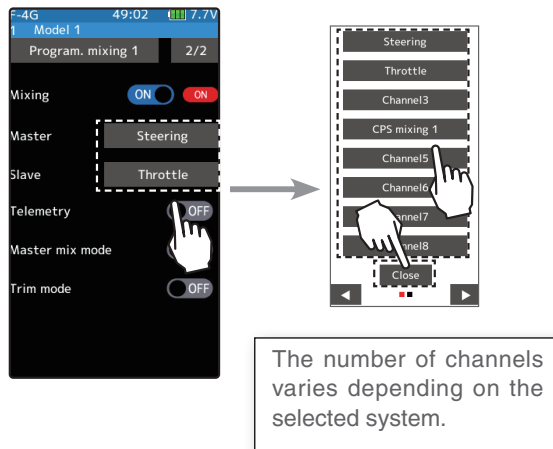 F-4G 49:02 7.7V
1 Model 1
Program. mixing 1 2/2
Mixing ON ON
Master Steering
Slave Throttle
Telemetry OFF
Master mix mode
Trim mode OFF
Steering
Throttle
Channel3
CPS mixing 1
Channel5
Channel6
Channel8
Close
The number of channels
varies depending on the
selected system.